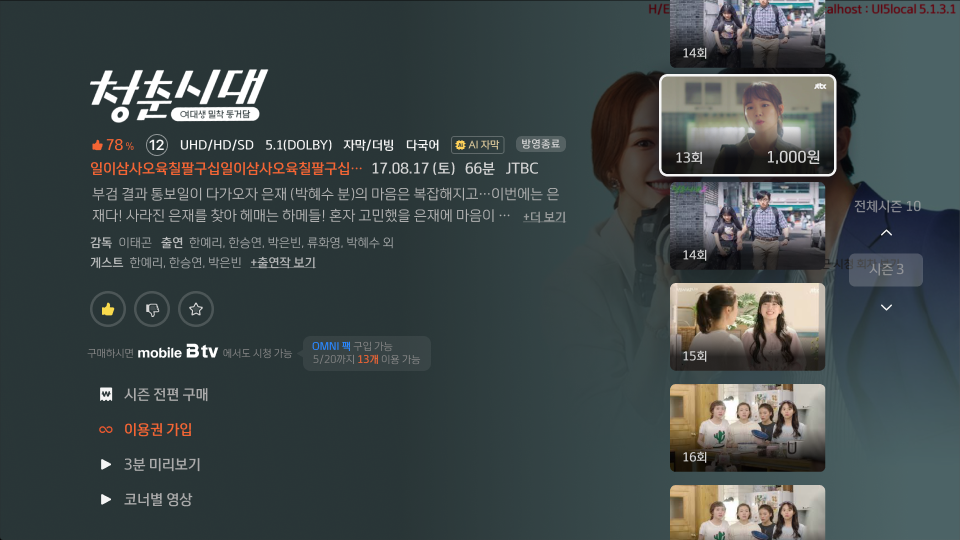 H/E
alhost : UI5local 5.1.3.1
청춘시대
여대생 밀착 동거담
78% 12 UHD/HD/SD 5.1(DOLBY) 자막/더빙 다국어 AI 자막 방영종료
일이삼사오육칠팔구십일이삼사오육칠팔구십… 17.08.17 (토) 66분 JTBC
부검 결과 통보일이 다가오자 은재 (박혜수 분)의 마음은 복잡해지고…이번에는 은
재다! 사라진 은재를 찾아 헤매는 하메들! 혼자 고민했을 은재에 마음이 … +더 보기
감독 이태곤 출연 한예리, 한승연, 박은빈, 류화영, 박혜수 외
게스트 한예리, 한승연, 박은빈 +출연작 보기
구매하시면 mobile B tv 에서도 시청 가능
OMNI 팩 구입 가능
5/20까지 13개 이용 가능
시즌 전편 구매
이용권 가입
3분 미리보기
코너별 영상
14회
jtbc
13회 1,000원
14회
15회
16회
U
전체시즌 10
시즌 3